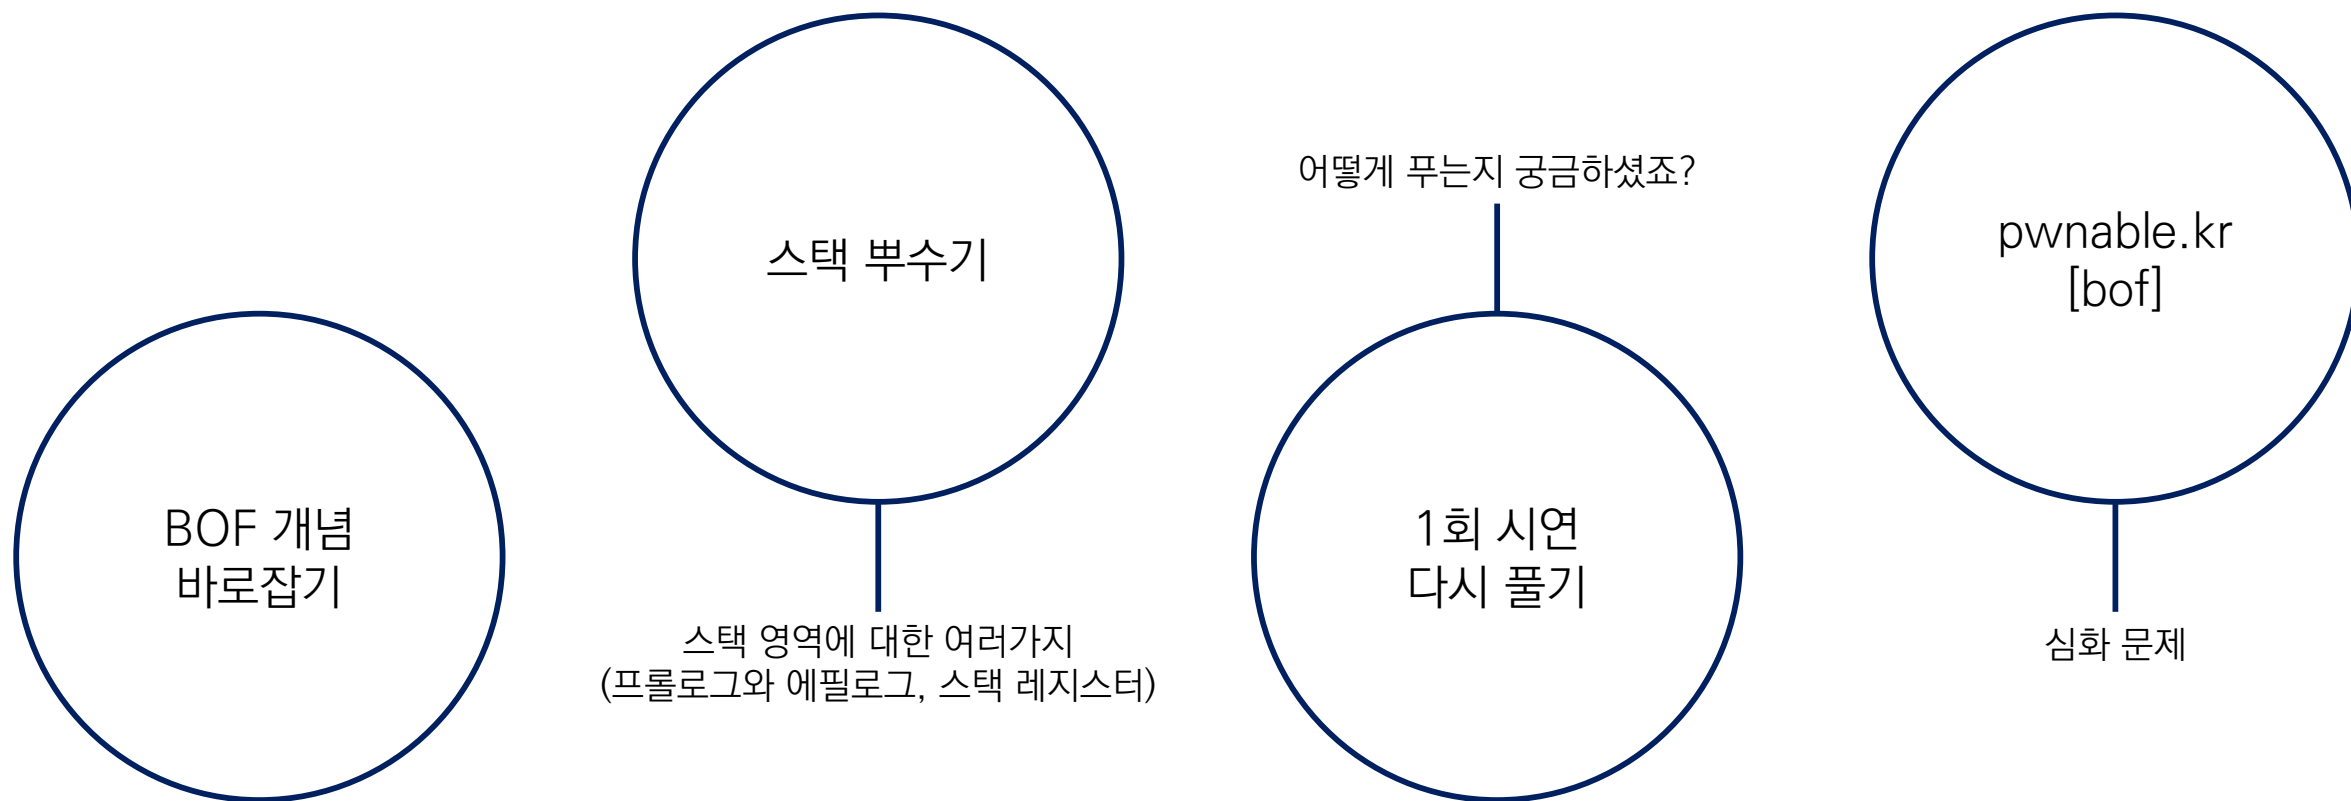 BOF 개념
바로잡기
스택 뿌수기
스택 영역에 대한 여러가지
(프롤로그와 에필로그, 스택 레지스터)
어떻게 푸는지 궁금하셨죠?
1회 시연
다시 풀기
pwnable.kr
[bof]
심화 문제